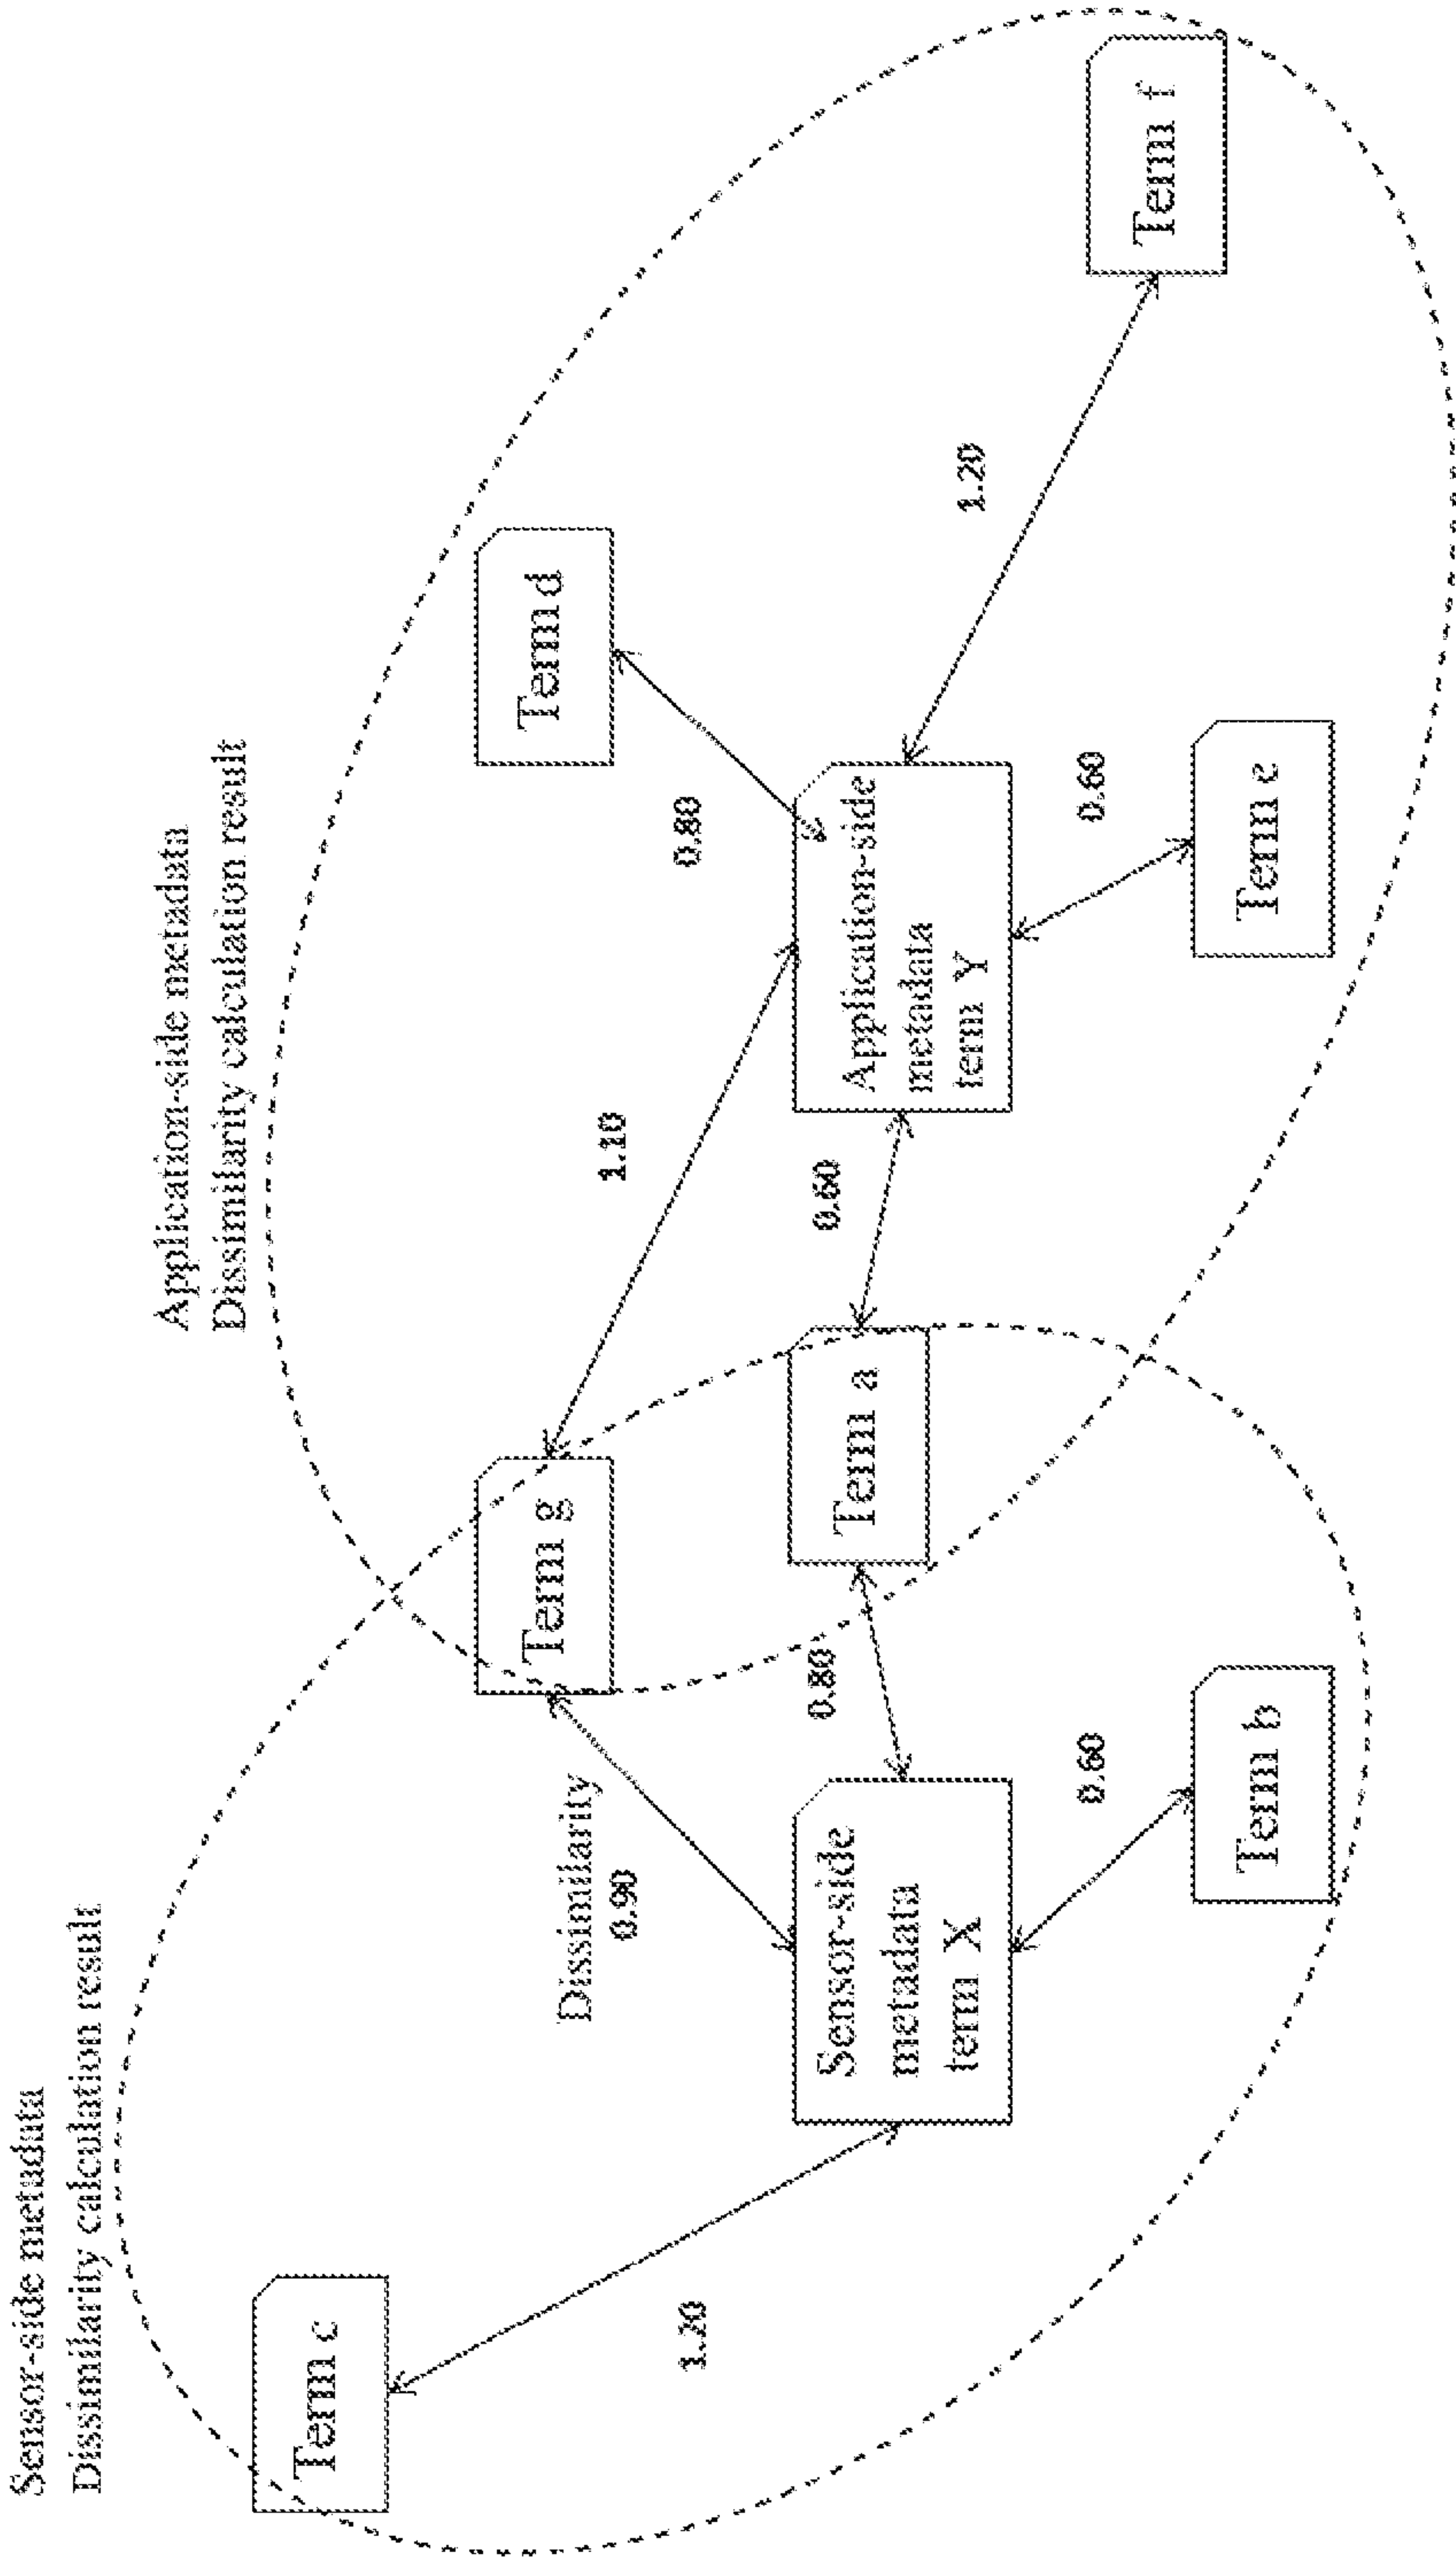 Sensor-side metadata
Dissimilarity calculation result
Application-side metadata
Dissimilarity calculation result
Term c
1.20
Sensor-side
metadata
term X
Dissimilarity
0.90
Term g
0.80
Term a
0.60
Term b
1.10
0.60
Application-side
metadata
term Y
0.80
Term d
0.60
Term e
1.20
Term f